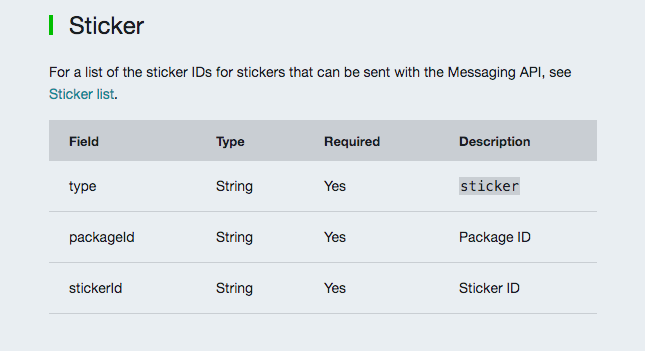 Sticker
For a list of the sticker IDs for stickers that can be sent with the Messaging API, see
Sticker list.
Field Type Required Description
type String Yes sticker
packageId String Yes Package ID
stickerId String Yes Sticker ID